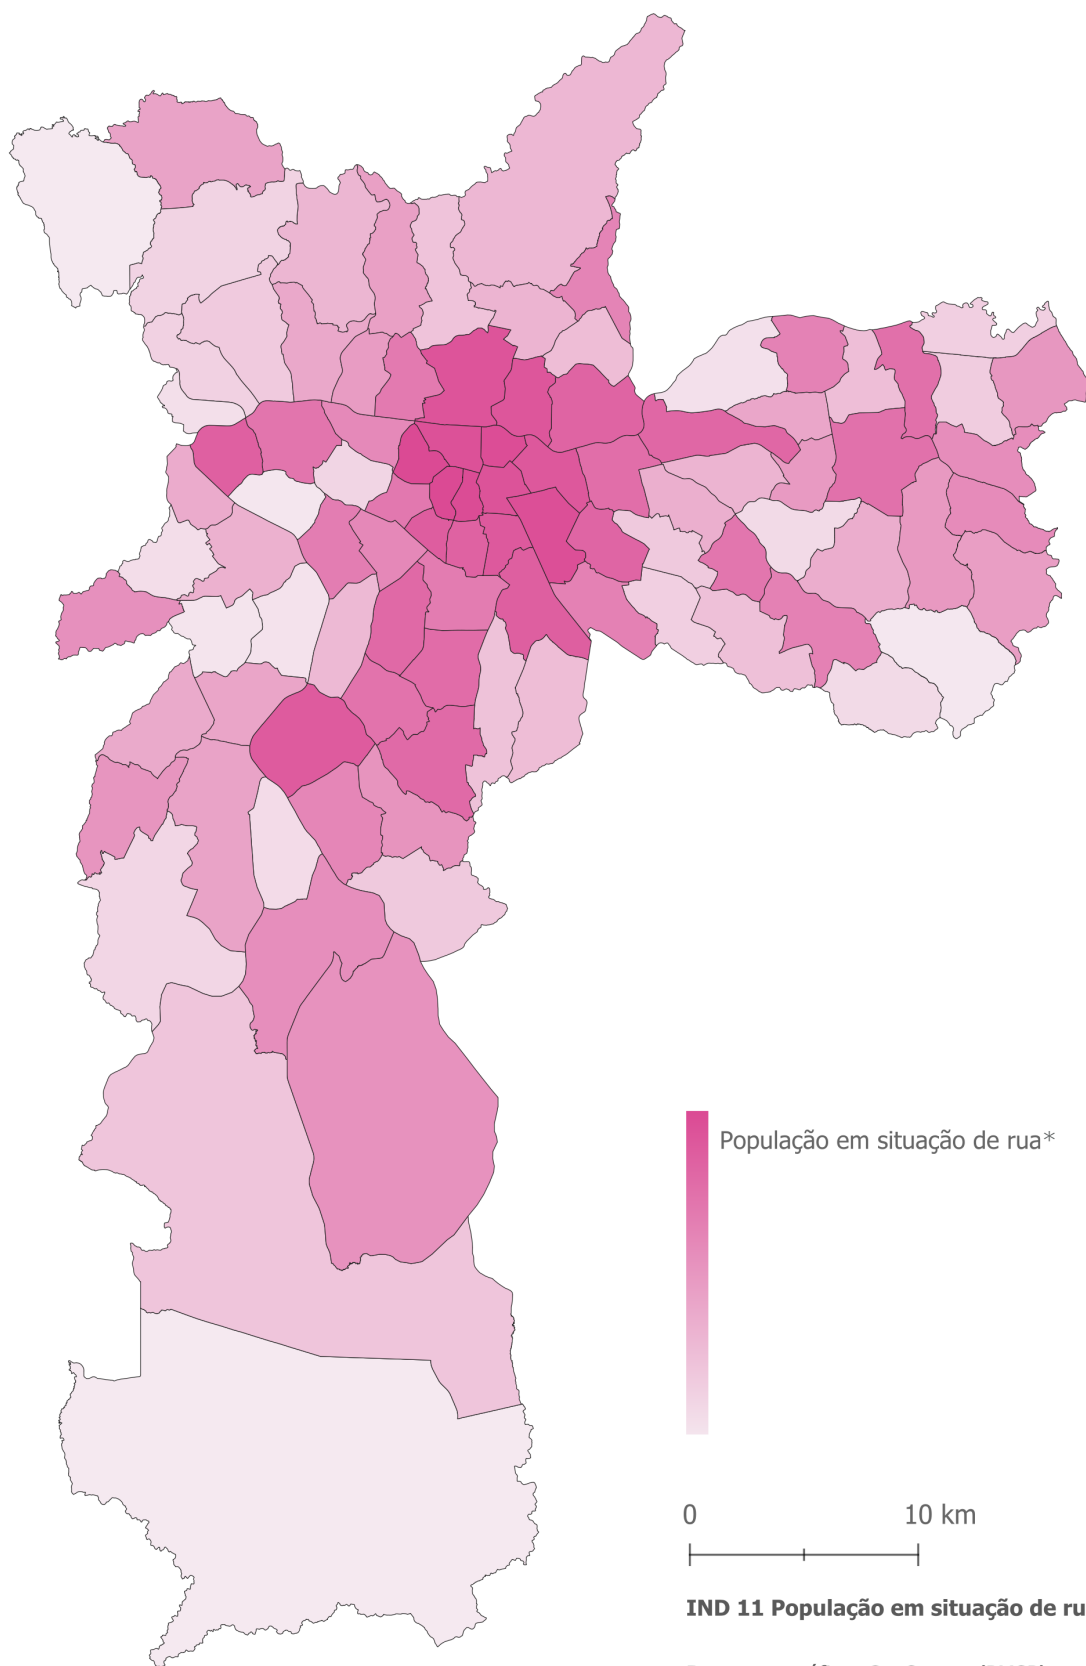 População em situação de rua*
0 10 km
IND 11 População em situação de ru